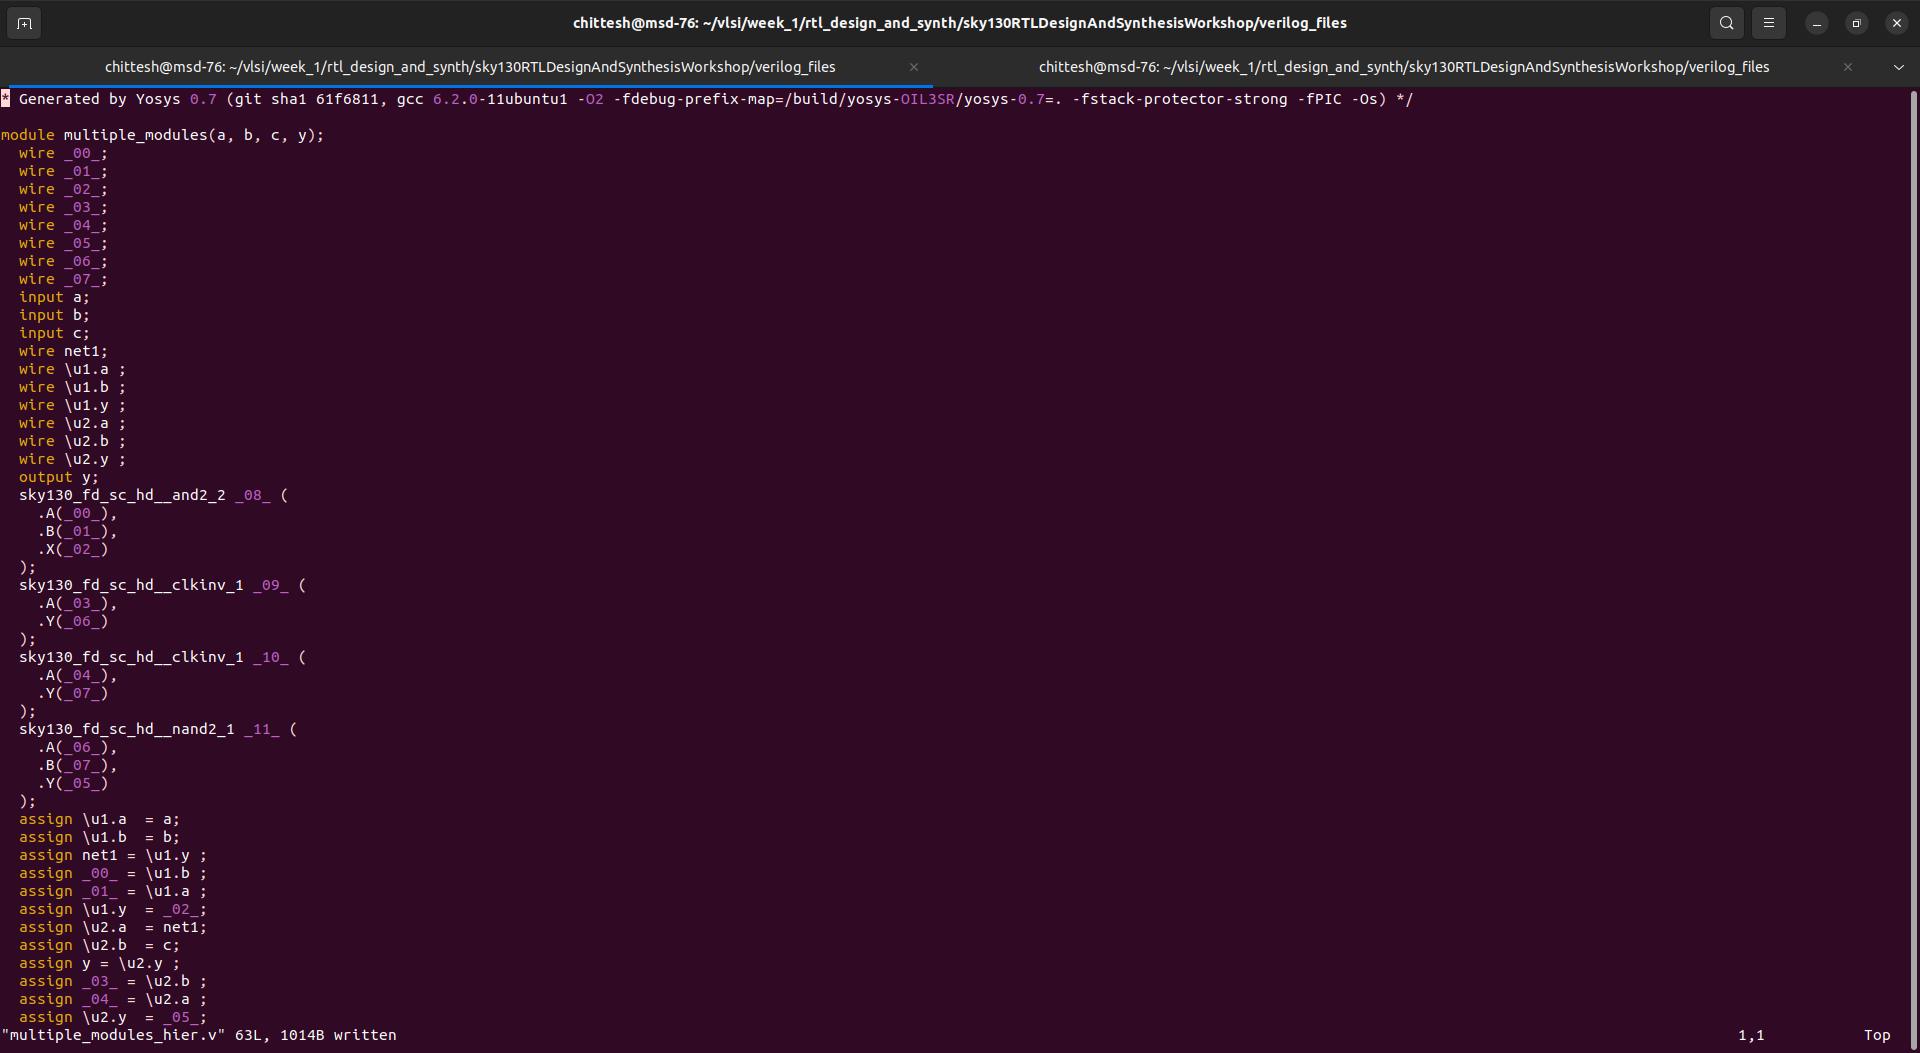 chittesh@msd-76: ~/vlsi/week_1/rtl_design_and_synth/sky130RTLDesignAndSynthesisWorkshop/verilog_files
chittesh@msd-76: ~/vlsi/week_1/rtl_design_and_synth/sky130RTLDesignAndSynthesisWorkshop/verilog_files
chittesh@msd-76: ~/vlsi/week_1/rtl_design_and_synth/sky130RTLDesignAndSynthesisWorkshop/verilog_files
* Generated by Yosys 0.7 (git sha1 61f6811, gcc 6.2.0-11ubuntu1 -O2 -fdebug-prefix-map=/build/yosys-OIL3SR/yosys-0.7=. -fstack-protector-strong -fPIC -Os) */
module multiple_modules(a, b, c, y);
  wire _00_;
  wire _01_;
  wire _02_;
  wire _03_;
  wire _04_;
  wire _05_;
  wire _06_;
  wire _07_;
  input a;
  input b;
  input c;
  wire net1;
  wire \u1.a ;
  wire \u1.b ;
  wire \u1.y ;
  wire \u2.a ;
  wire \u2.b ;
  wire \u2.y ;
  output y;
  sky130_fd_sc_hd__and2_2 _08_ (
    .A(_00_),
    .B(_01_),
    .X(_02_)
  );
  sky130_fd_sc_hd__clkinv_1 _09_ (
    .A(_03_),
    .Y(_06_)
  );
  sky130_fd_sc_hd__clkinv_1 _10_ (
    .A(_04_),
    .Y(_07_)
  );
  sky130_fd_sc_hd__nand2_1 _11_ (
    .A(_06_),
    .B(_07_),
    .Y(_05_)
  );
  assign \u1.a  = a;
  assign \u1.b  = b;
  assign net1 = \u1.y ;
  assign _00_ = \u1.b ;
  assign _01_ = \u1.a ;
  assign \u1.y  = _02_;
  assign \u2.a  = net1;
  assign \u2.b  = c;
  assign y = \u2.y ;
  assign _03_ = \u2.b ;
  assign _04_ = \u2.a ;
  assign \u2.y  = _05_;
"multiple_modules_hier.v" 63L, 1014B written 1,1 Top